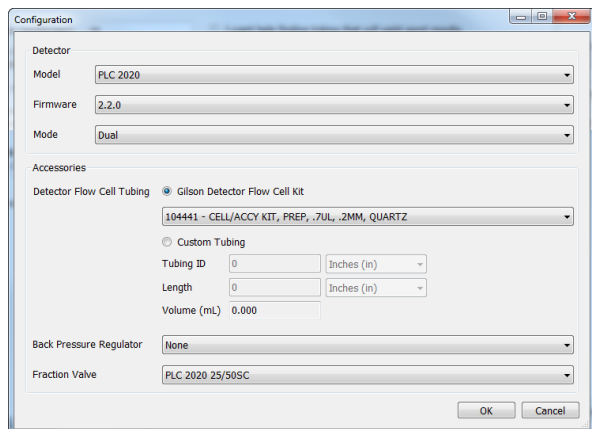 Configuration
Detector
Model PLC 2020
Firmware 2.2.0
Mode Dual
Accessories
Detector Flow Cell Tubing Gilson Detector Flow Cell Kit
104441 - CELL/ACCY KIT, PREP, .7UL, .2MM, QUARTZ
Custom Tubing
Tubing ID 0 Inches (in)
Length 0 Inches (in)
Volume (mL) 0.000
Back Pressure Regulator None
Fraction Valve PLC 2020 25/50SC
OK Cancel